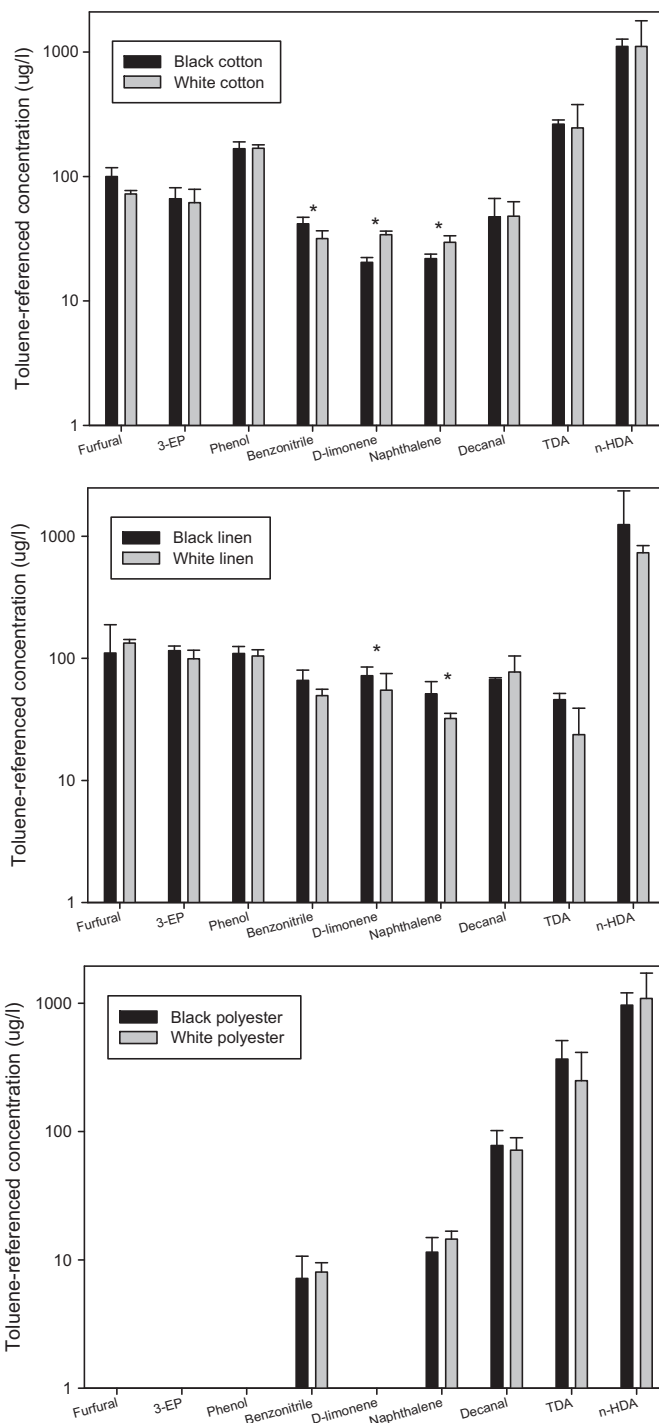 Toluene-referenced concentration (ug/l)
1000
100
10
1
Black cotton
White cotton
*
*
*
Furfural
3-EP
Phenol
Benzonitrile
D-limonene
Naphthalene
Decanal
TDA
n-HDA
Toluene-referenced concentration (ug/l)
1000
100
10
1
Black linen
White linen
*
*
Furfural
3-EP
Phenol
Benzonitrile
D-limonene
Naphthalene
Decanal
TDA
n-HDA
Toluene-referenced concentration (ug/l)
1000
100
10
1
Black polyester
White polyester
Furfural
3-EP
Phenol
Benzonitrile
D-limonene
Naphthalene
Decanal
TDA
n-HDA